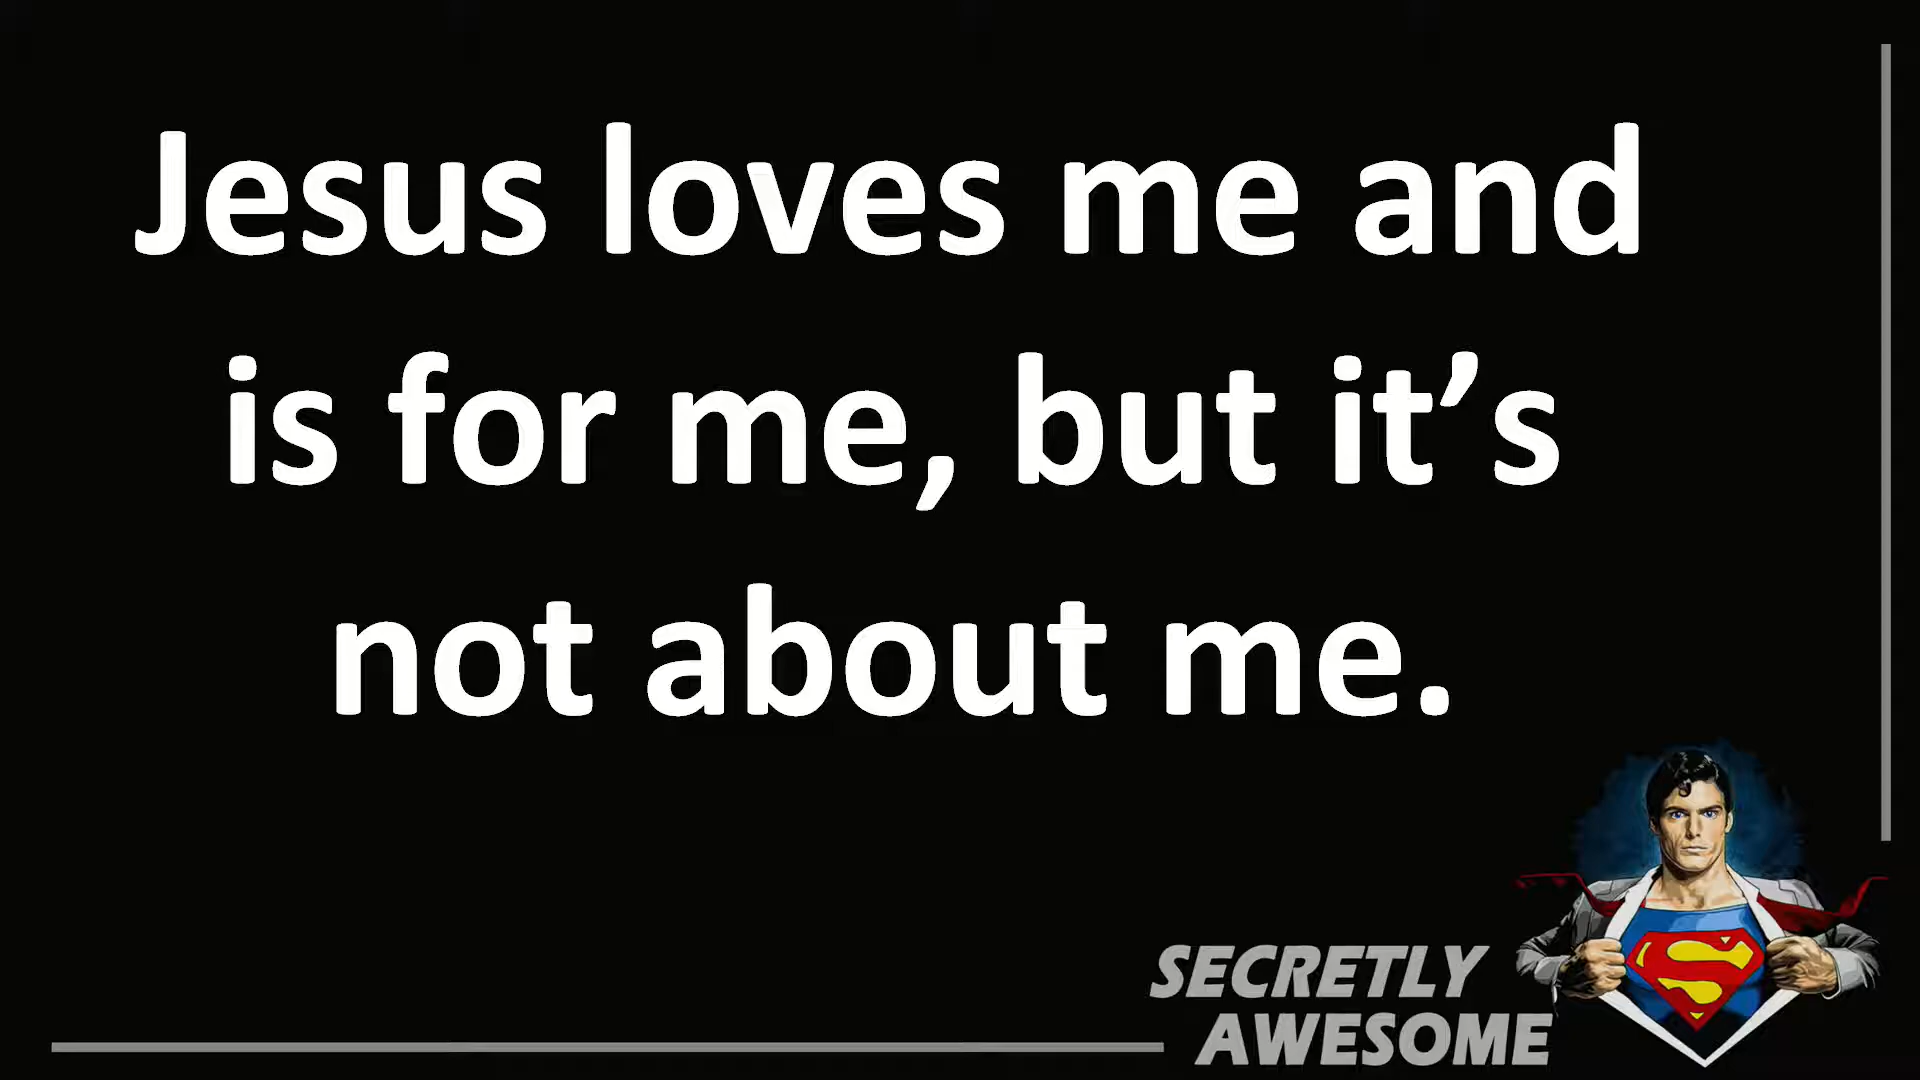 Jesus loves me and
is for me, but it’s
not about me.
SECRETLY
AWESOME